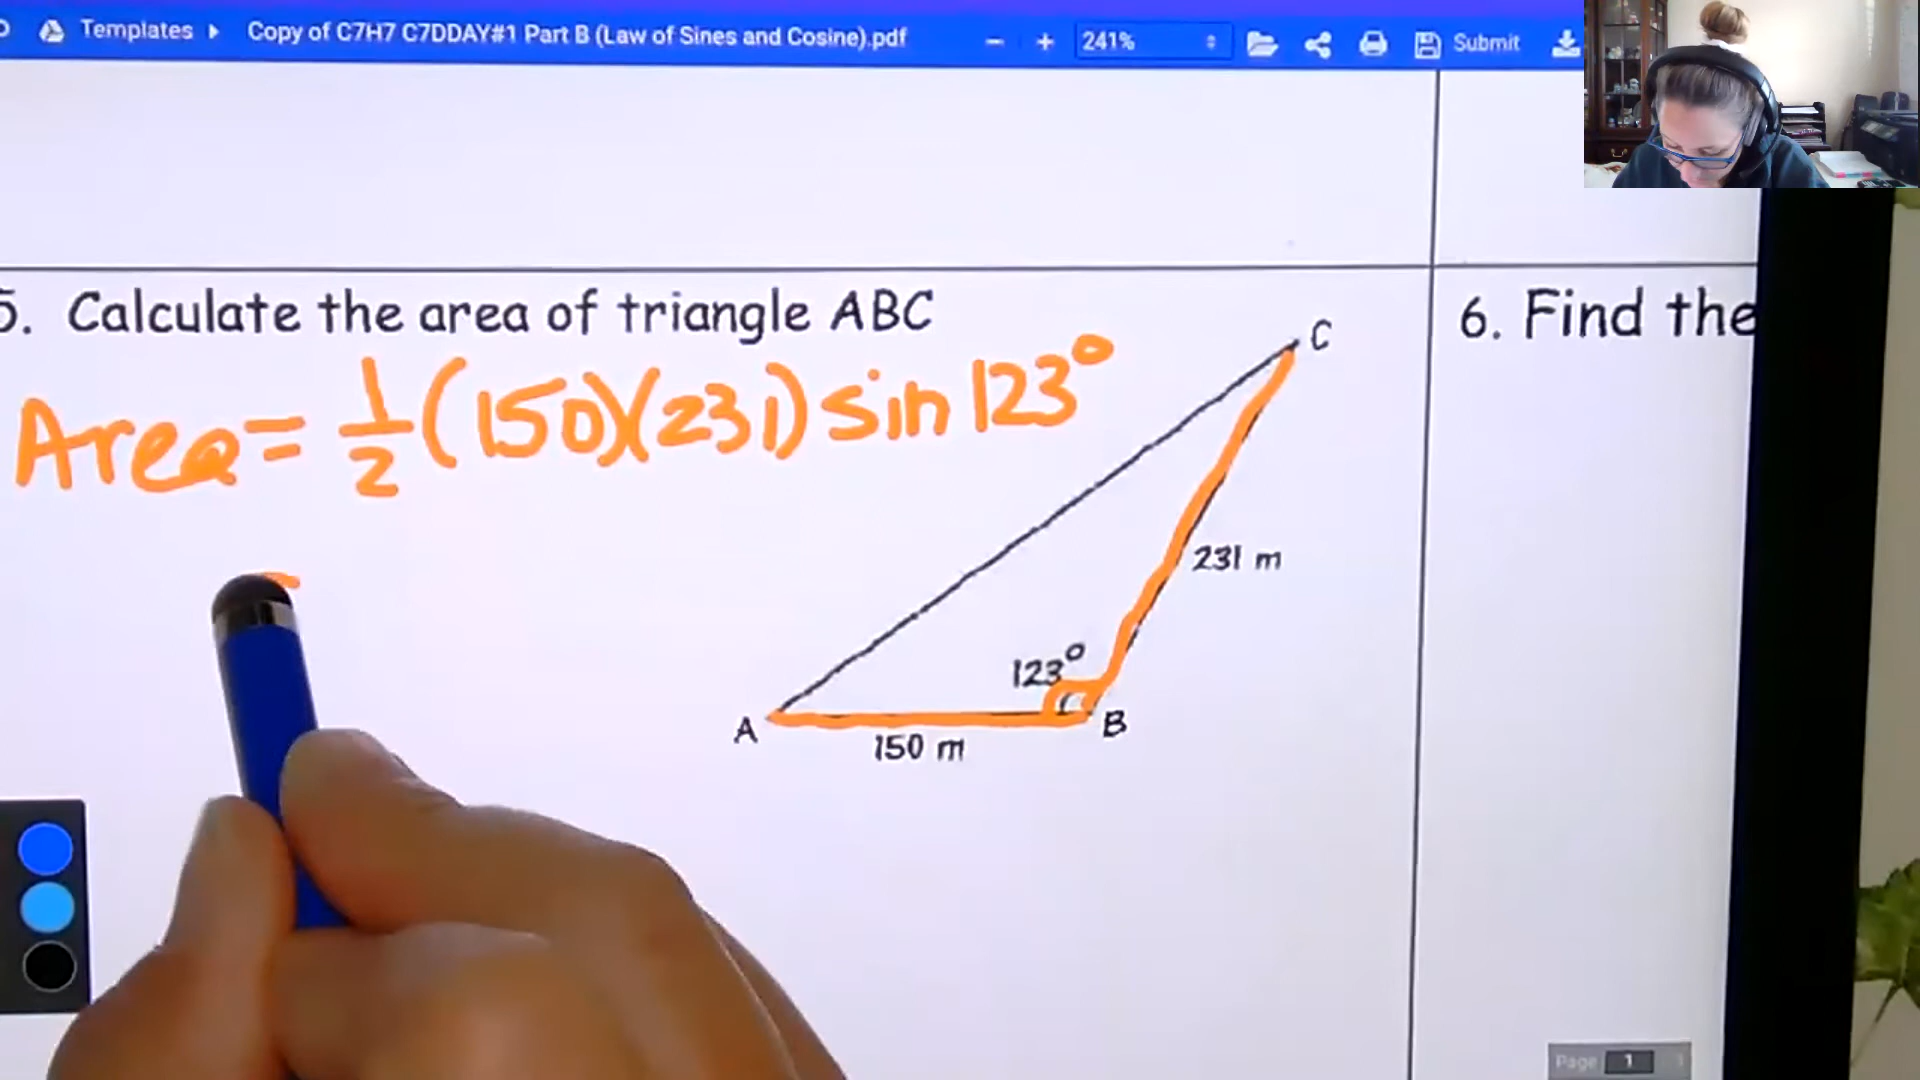 Templates Copy of C7H7 C7DDAY#1 Part B (Law of Sines and Cosine).pdf 241% Submit
5. Calculate the area of triangle ABC
Area = 1/2 (150)(231) sin 123°
C
231 m
123°
A
B
150 m
6. Find the
Page 1